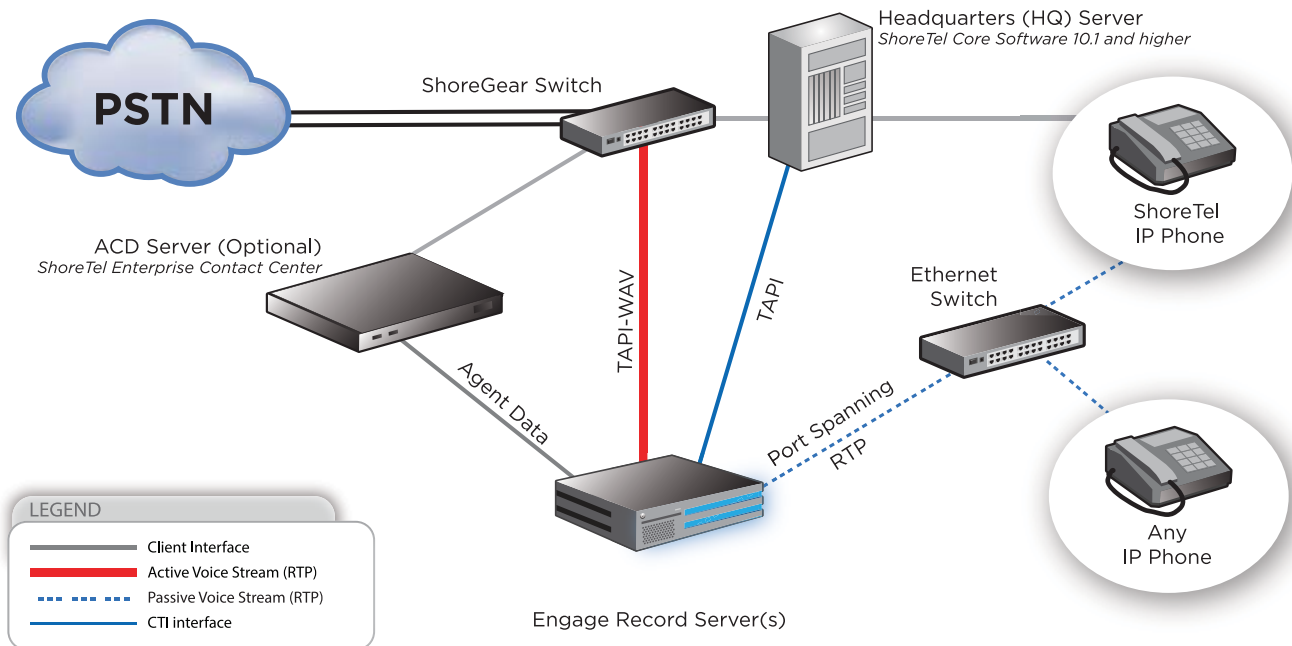 Headquarters (HQ) Server
ShoreTel Core Software 10.1 and higher
PSTN
ShoreGear Switch
ShoreTel
IP Phone
ACD Server (Optional)
ShoreTel Enterprise Contact Center
Ethernet
Switch
TAPI-WAV
TAPI
Agent Data
Port Spanning
RTP
Any
IP Phone
LEGEND
Client Interface
Active Voice Stream (RTP)
Passive Voice Stream (RTP)
CTI interface
Engage Record Server(s)